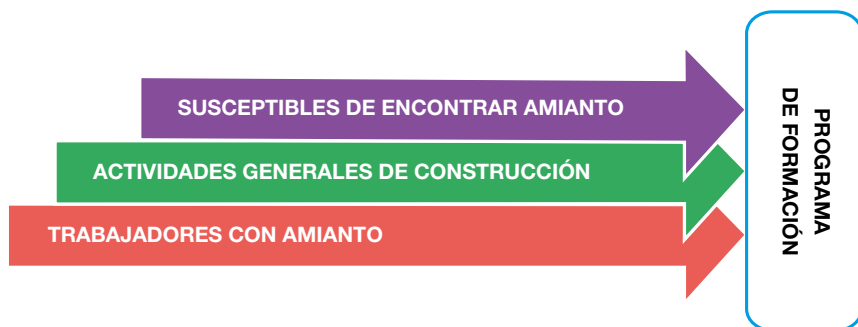 SUSCEPTIBLES DE ENCONTRAR AMIANTO
ACTIVIDADES GENERALES DE CONSTRUCCIÓN
TRABAJADORES CON AMIANTO
PROGRAMA
DE FORMACIÓN